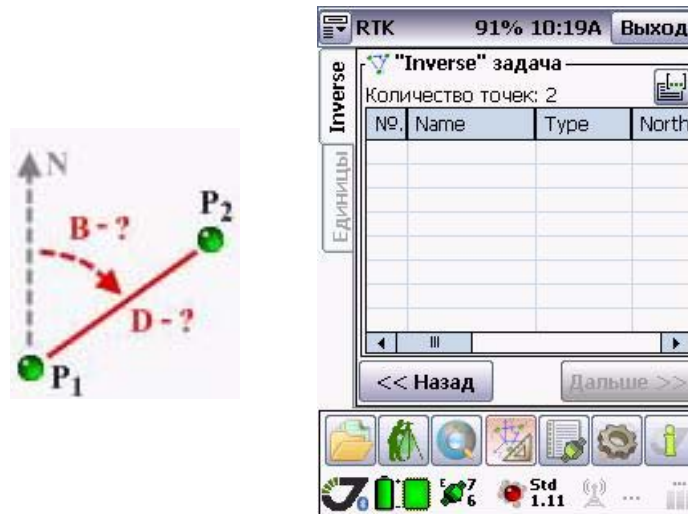 N
B - ?
P2
D - ?
P1
RTK 91% 10:19A Выход
Inverse
Единицы
"Inverse" задача
Количество точек: 2
№. Name Type North
<< Назад Дальше >>
0 E 7 6 Std 1.11 ...